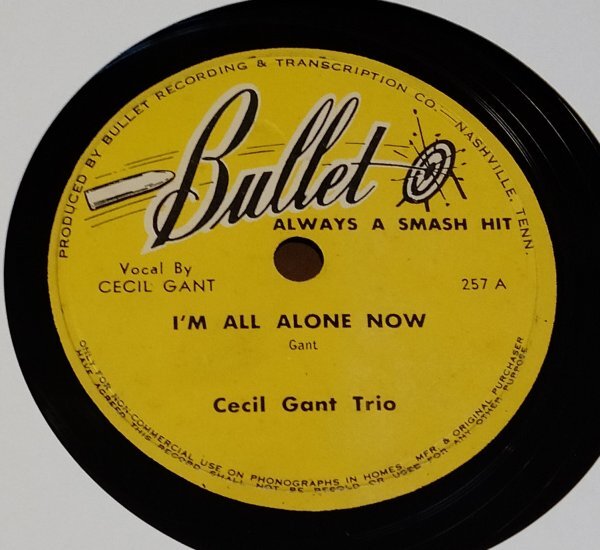 PRODUCED BY BULLET RECORDING & TRANSCRIPTION CO.—NASHVILLE, TENN.
Bullet
ALWAYS A SMASH HIT
Vocal By
CECIL GANT
257 A
I'M ALL ALONE NOW
Gant
Cecil Gant Trio
ONLY FOR NON-COMMERCIAL USE ON PHONOGRAPHS IN HOMES. MFR & ORIGINAL PURCHASER
HAVE AGREED THIS RECORD SHALL NOT BE RESOLD OR USED FOR ANY OTHER PURPOSE